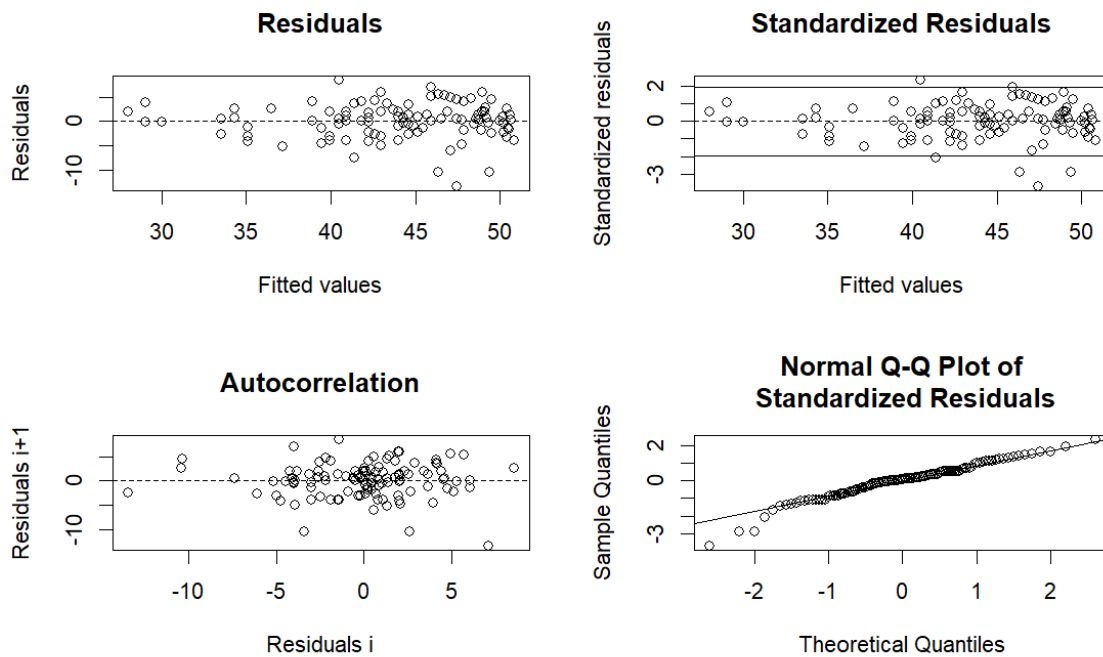 Residuals
Residuals
0
-10
30 35 40 45 50
Fitted values
Standardized Residuals
Standardized residuals
2
0
-3
30 35 40 45 50
Fitted values
Autocorrelation
Residuals i+1
0
-10
-10 -5 0 5
Residuals i
Normal Q-Q Plot of
Standardized Residuals
Sample Quantiles
2
0
-3
-2 -1 0 1 2
Theoretical Quantiles